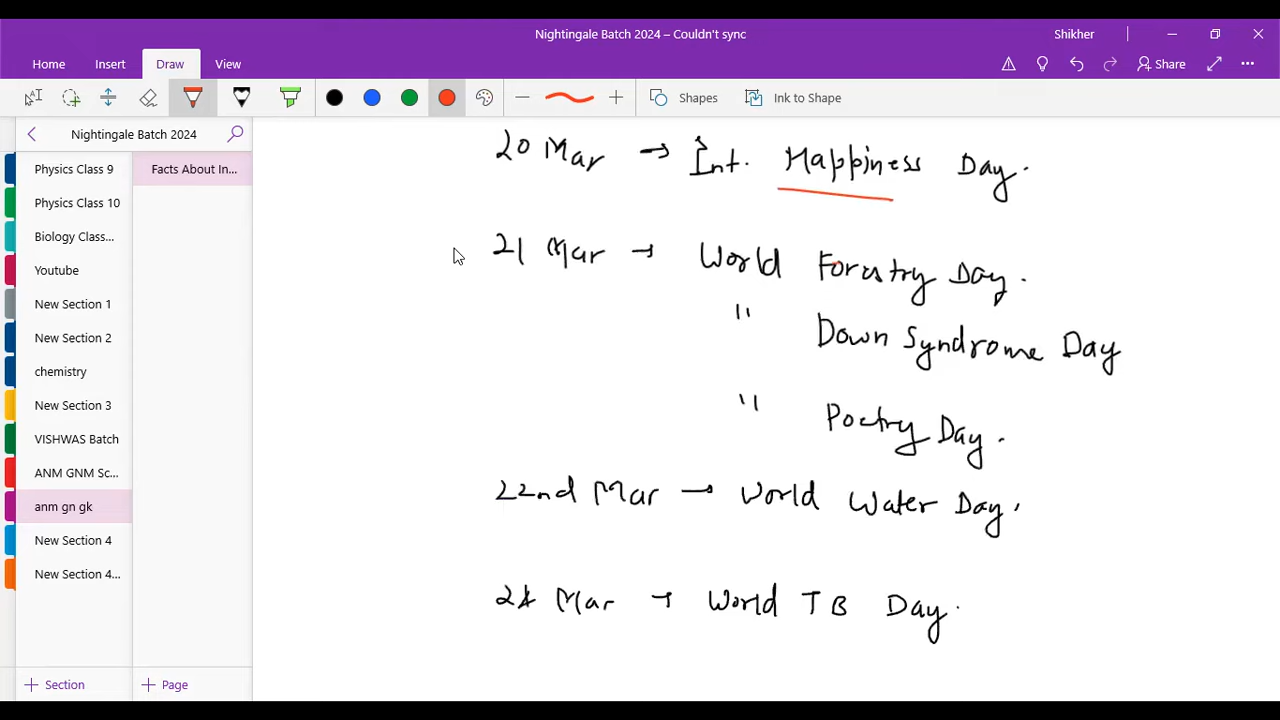 Nightingale Batch 2024 – Couldn't sync
Shikher
Home Insert Draw View
Share
Shapes Ink to Shape
Nightingale Batch 2024
Physics Class 9
Physics Class 10
Biology Class...
Youtube
New Section 1
New Section 2
chemistry
New Section 3
VISHWAS Batch
ANM GNM Sc...
anm gn gk
New Section 4
New Section 4...
Section
Facts About In...
Page
20 Mar → Int. Happiness Day.
21 Mar → World Forestry Day.
" Down Syndrome Day
" Poetry Day.
22nd Mar → World Water Day.
24 Mar → World TB Day.